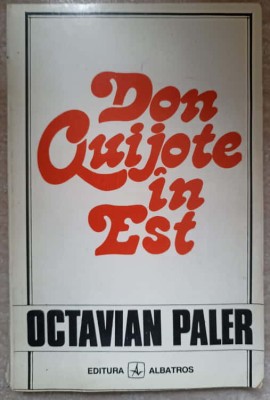 Don
Quijote
în
Est
OCTAVIAN PALER
EDITURA A ALBATROS